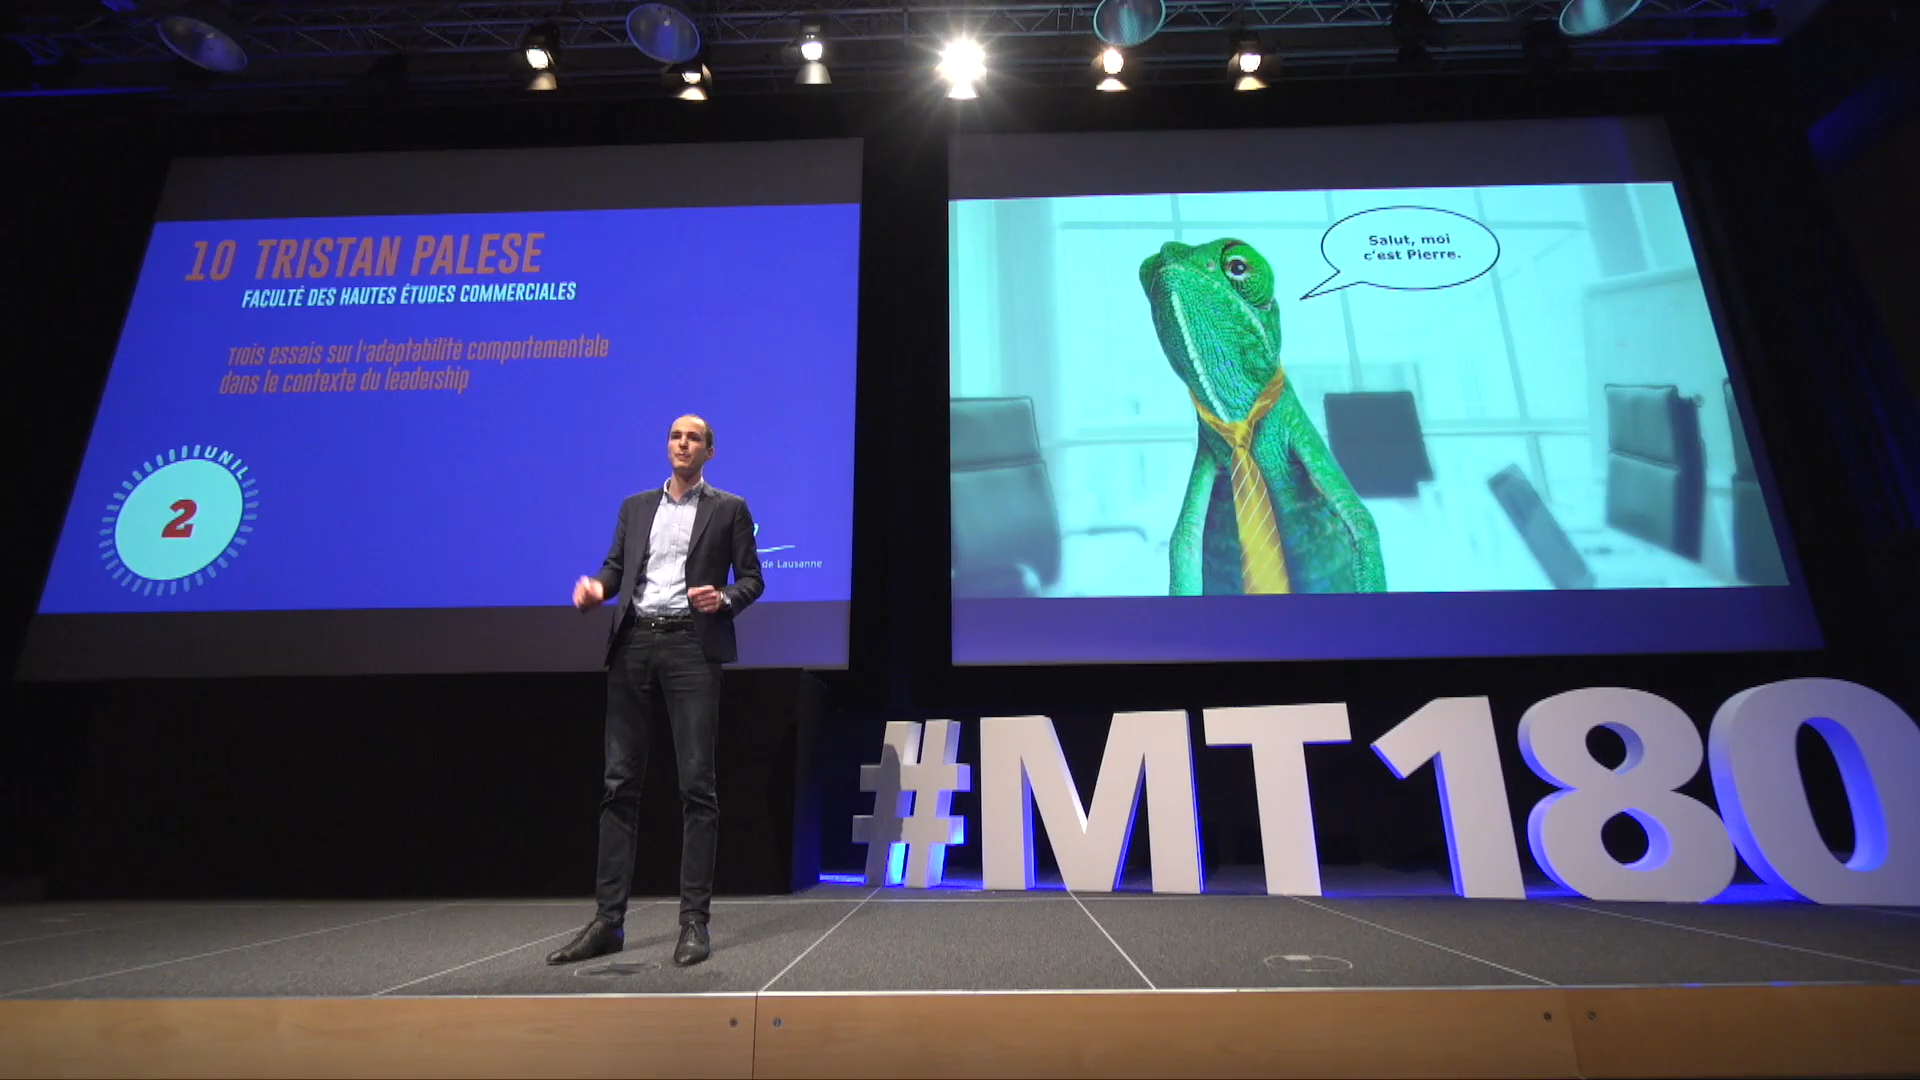 10 TRISTAN PALESE
FACULTÉ DES HAUTES ÉTUDES COMMERCIALES
Trois essais sur l'adaptabilité comportementale
dans le contexte du leadership
UNIL
2
de Lausanne
Salut, moi
c'est Pierre.
#MT180